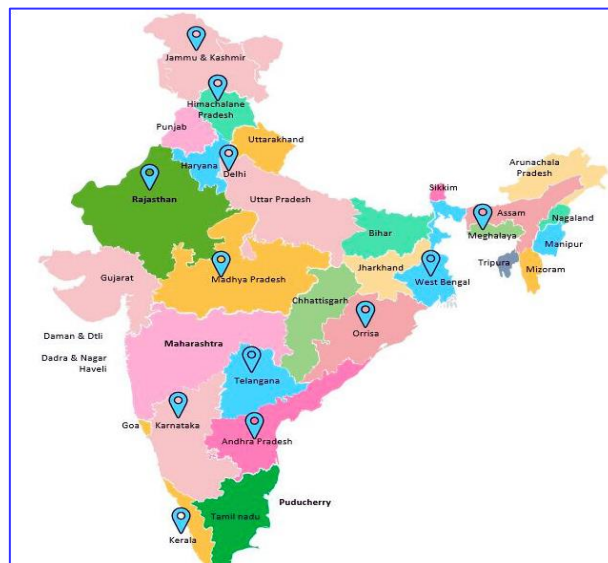 Jammu & Kashmir
Himachalane
Pradesh
Punjab
Uttarakhand
Haryana
Delhi
Arunachala
Pradesh
Rajasthan
Uttar Pradesh
Sikkim
Assam
Nagaland
Meghalaya
Bihar
Manipur
Jharkhand
Tripura
Mizoram
Gujarat
Madhya Pradesh
West Bengal
Chhattisgarh
Daman & Dtli
Orrisa
Maharashtra
Dadra & Nagar
Haveli
Telangana
Goa
Karnataka
Andhra Pradesh
Puducherry
Tamil nadu
Kerala